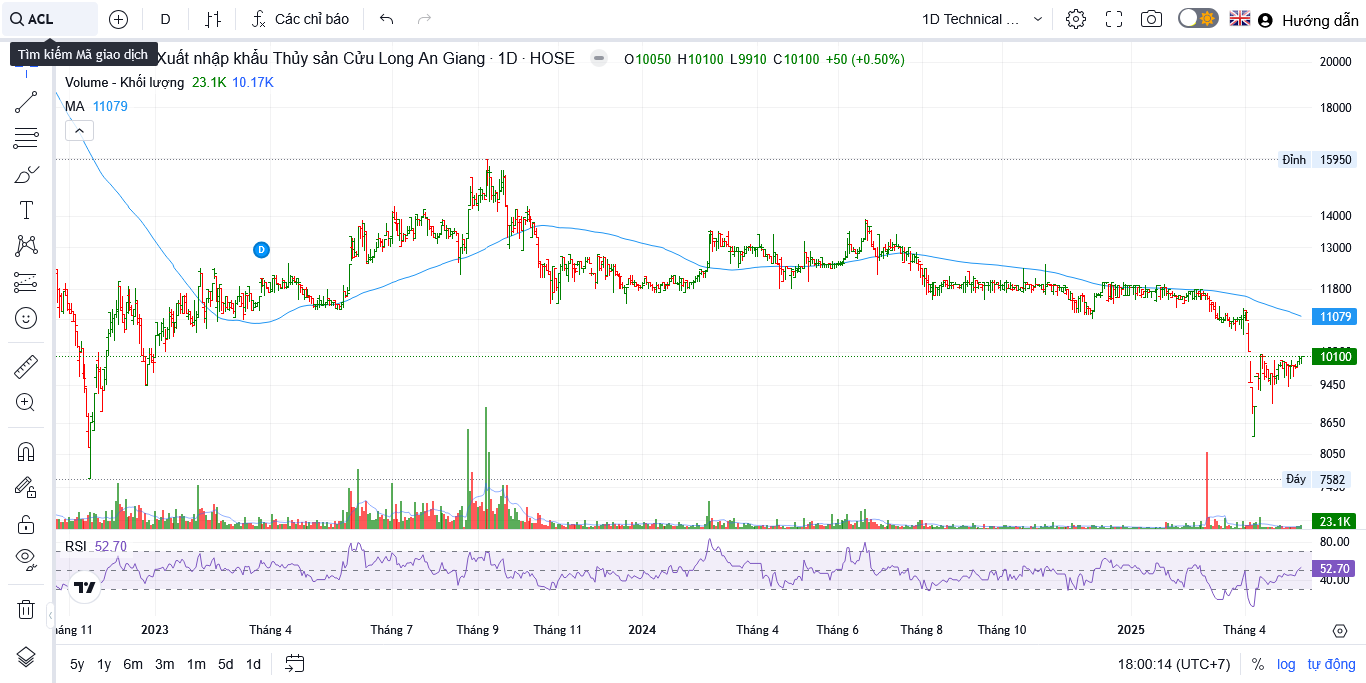 ACL D Các chỉ báo 1D Technical ... Hướng dẫn
Tìm kiếm Mã giao dịch
Xuất nhập khẩu Thủy sản Cửu Long An Giang · 1D · HOSE O10050 H10100 L9910 C10100 +50 (+0.50%)
Volume - Khối lượng 23.1K 10.17K
MA 11079
20000
18000
Đỉnh 15950
D
14000
13000
11800
11079
10100
9450
8650
8050
Đáy 7582
23.1K
RSI 52.70
80.00
52.70
40.00
háng 11 2023 Tháng 4 Tháng 7 Tháng 9 Tháng 11 2024 Tháng 4 Tháng 6 Tháng 8 Tháng 10 2025 Tháng 4
5y 1y 6m 3m 1m 5d 1d 18:00:14 (UTC+7) % log tự động